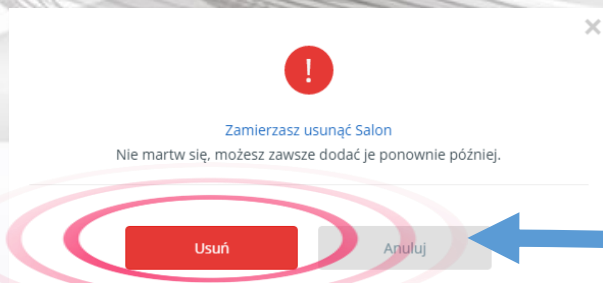 Zamierzasz usunąć Salon
Nie martw się, możesz zawsze dodać je ponownie później.
Usuń
Anuluj